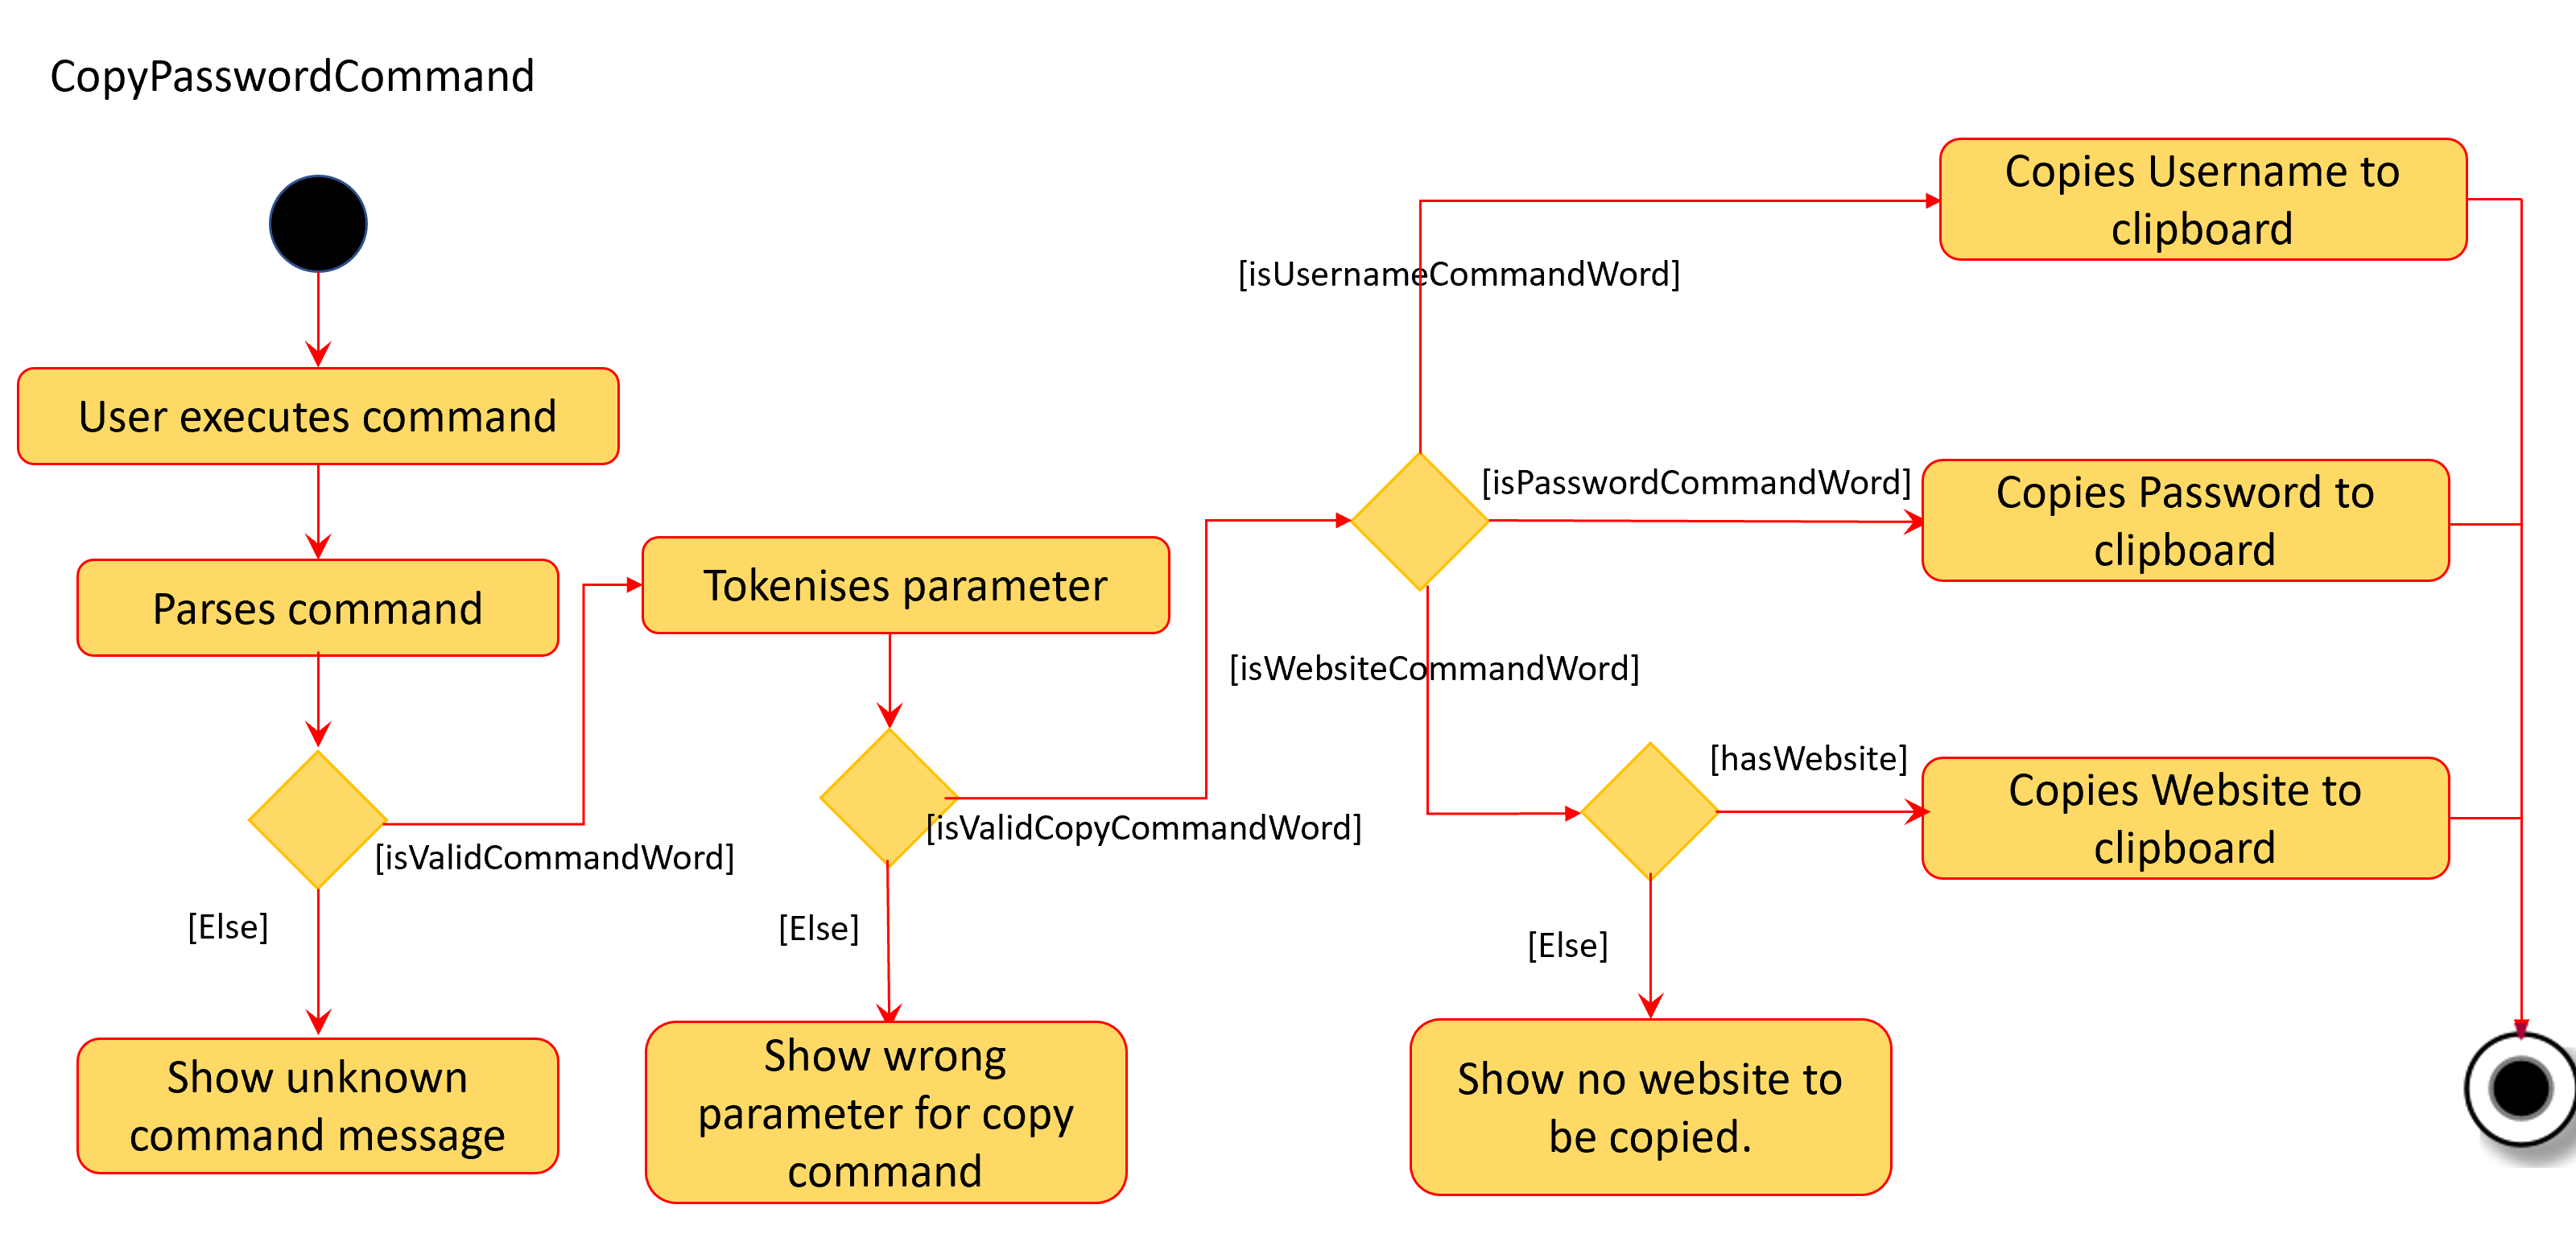 CopyPasswordCommand
User executes command
Parses command
[isValidCommandWord]
[Else]
Show unknown
command message
Tokenises parameter
[isValidCopyCommandWord]
[Else]
Show wrong
parameter for copy
command
[isUsernameCommandWord]
Copies Username to
clipboard
[isPasswordCommandWord]
Copies Password to
clipboard
[isWebsiteCommandWord]
[hasWebsite]
Copies Website to
clipboard
[Else]
Show no website to
be copied.